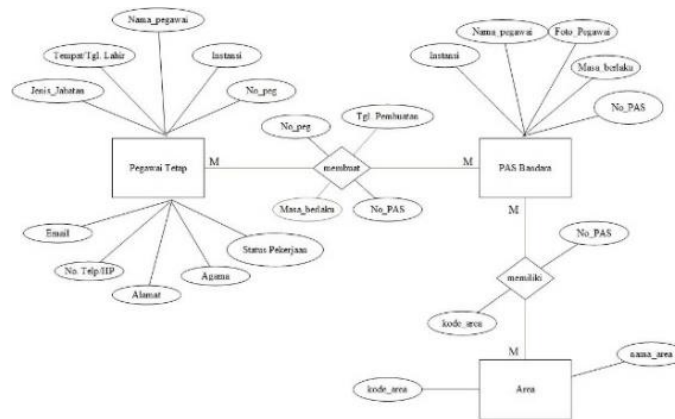 Nama_pegawai
Tempat/Tgl. Lahir
Instansi
Jenis_Jabatan
No_peg
Nama_pegawai
Foto_Pegawai
Instansi
Masa_berlaku
No_PAS
No_peg
Tgl. Pembuatan
Pegawai Tetap
M
membuat
M
PAS Bandara
Masa_berlaku
No_PAS
Email
No. Telp/HP
Alamat
Agama
Status Pekerjaan
M
No_PAS
memiliki
kode_area
M
kode_area
Area
nama_area